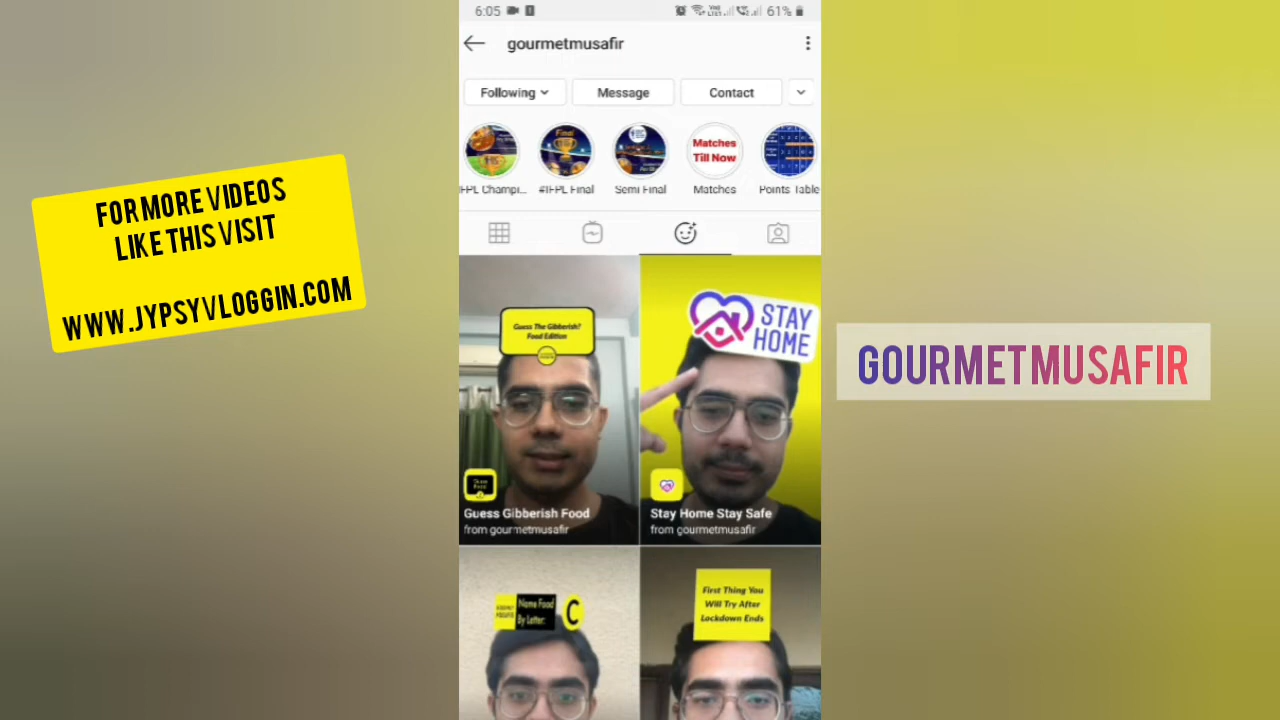 6:05
61%
gourmetmusafir
Following
Message
Contact
Matches
Till Now
Final
#IFPL Final
Semi Final
Matches
Points Table
FOR MORE VIDEOS
LIKE THIS VISIT
WWW.JYPSYVLOGGIN.COM
GOURMETMUSAFIR
Guess The Gibberish?
Food Edition
Guess Gibberish Food
from gourmetmusafir
STAY
HOME
Stay Home Stay Safe
from gourmetmusafir
Name Food
By Letter:
C
First Thing You
Will Try After
Lockdown Ends